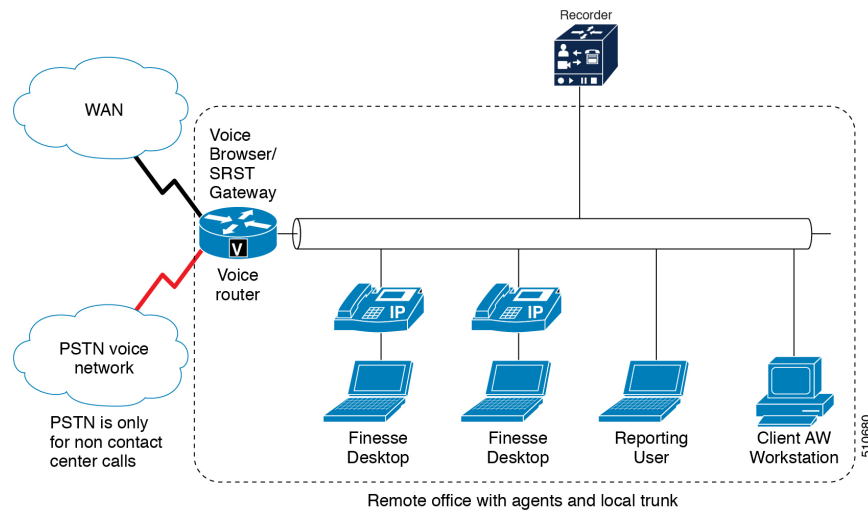 Recorder
WAN
Voice
Browser/
SRST
Gateway
V
Voice
router
IP
IP
PSTN voice
network
PSTN is only
for non contact
center calls
Finesse
Desktop
Finesse
Desktop
Reporting
User
Client AW
Workstation
510680
Remote office with agents and local trunk